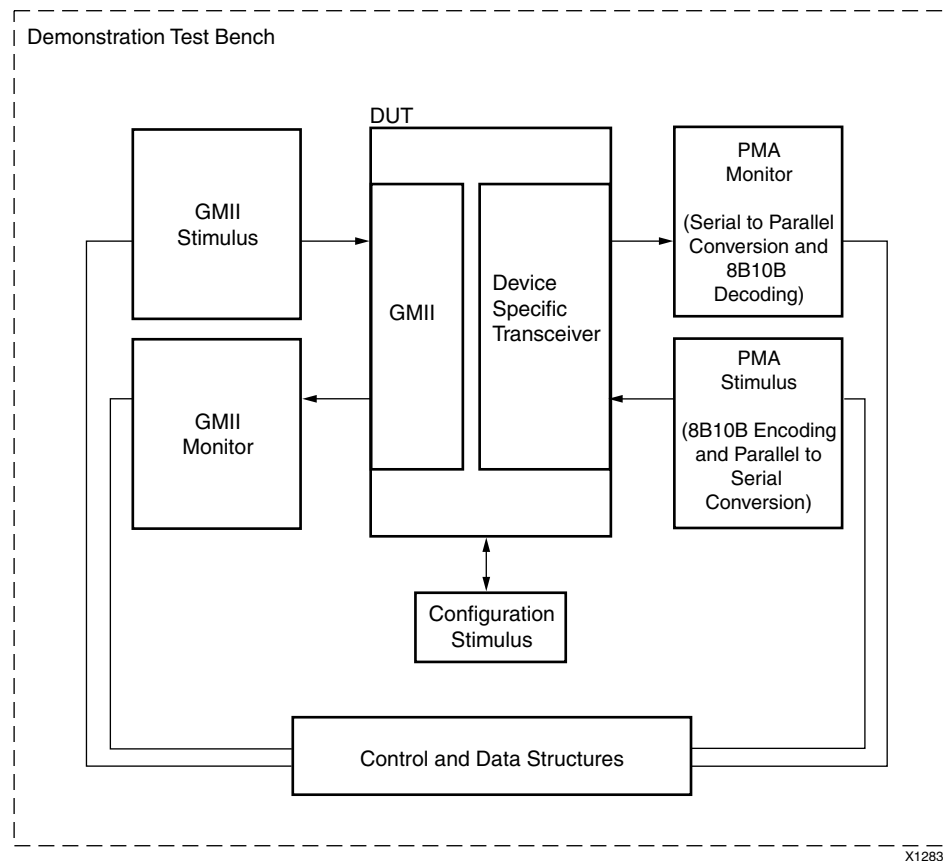 Demonstration Test Bench
DUT
GMII
Stimulus
GMII
Monitor
GMII
Device
Specific
Transceiver
PMA
Monitor
(Serial to Parallel
Conversion and
8B10B
Decoding)
PMA
Stimulus
(8B10B Encoding
and Parallel to
Serial
Conversion)
Configuration
Stimulus
Control and Data Structures
X1283